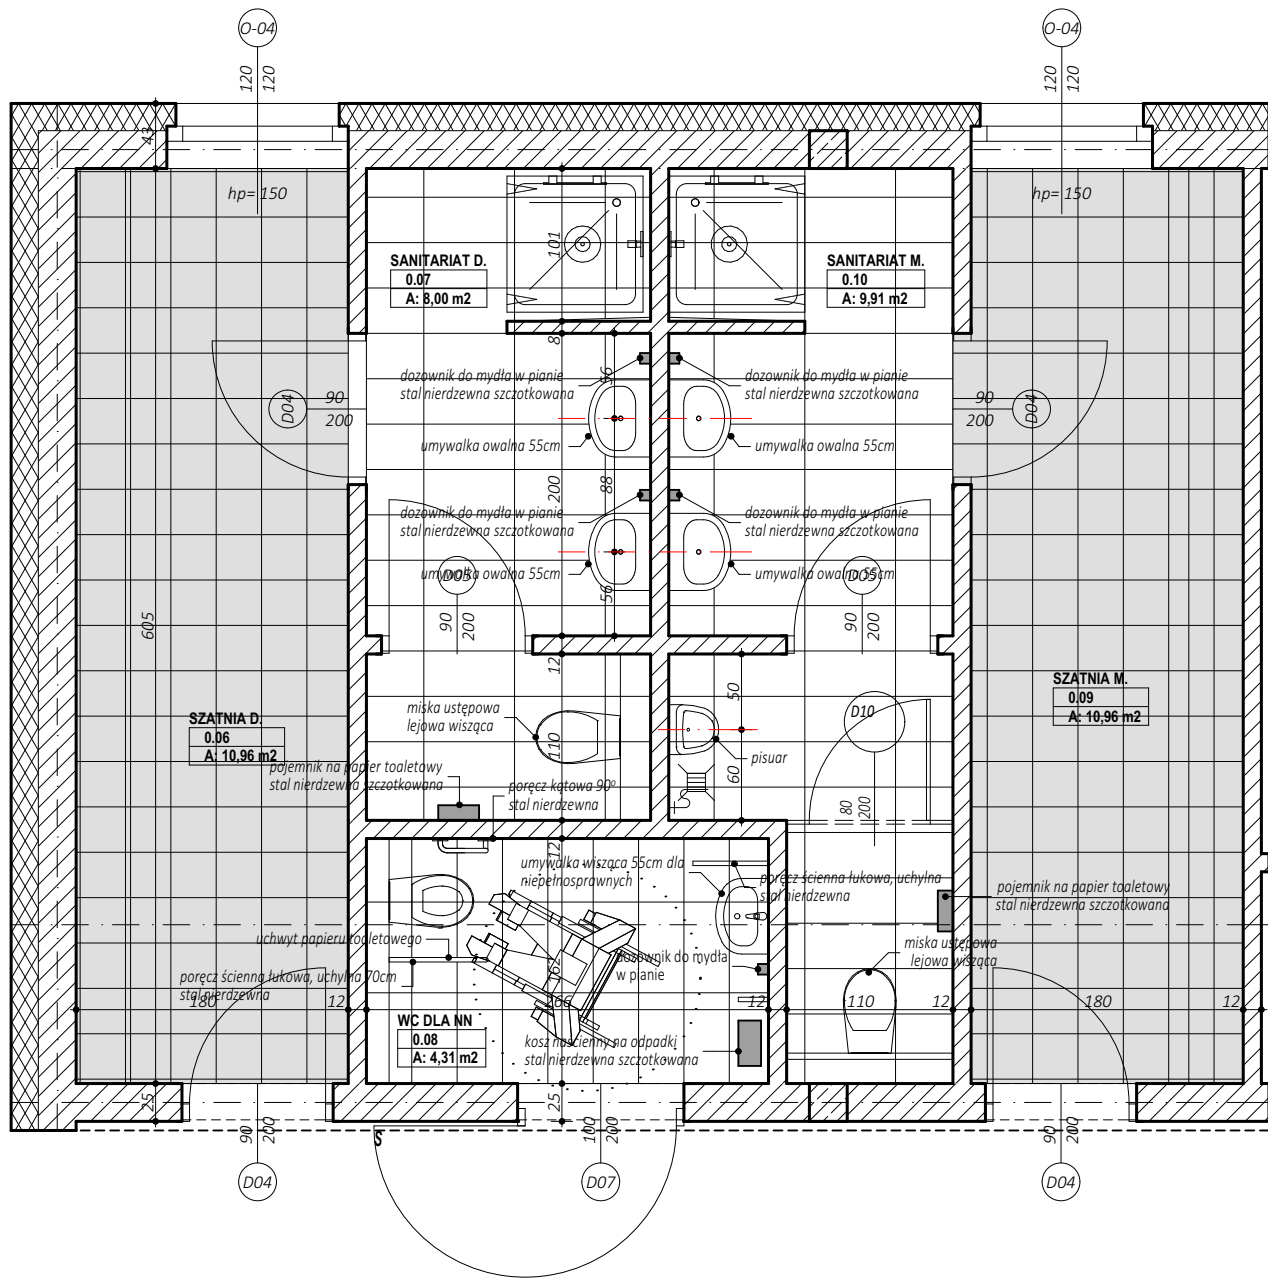 O-04
O-04
120
120
120
120
43
hp= 150
hp= 150
101
SANITARIAT D.
0.07
A: 8,00 m2
SANITARIAT M.
0.10
A: 9,91 m2
8
dozownik do mydła w pianie
stal nierdzewna szczotkowana
56
dozownik do mydła w pianie
stal nierdzewna szczotkowana
D04
90
200
90
200
D04
umywalka owalna 55cm
umywalka owalna 55cm
200
88
dozownik do mydła w pianie
stal nierdzewna szczotkowana
dozownik do mydła w pianie
stal nierdzewna szczotkowana
D05
umywalka owalna 55cm
56
umywalka owalna 55cm
D05
605
90
200
90
200
12
50
miska ustępowa
lejowa wisząca
110
SZATNIA D.
0.06
A: 10,96 m2
SZATNIA M.
0.09
A: 10,96 m2
D10
pisuar
60
80
200
pojemnik na papier toaletowy
stal nierdzewna szczotkowana
poręcz kątowa 90º
stal nierdzewna
12
umywalka wisząca 55cm dla
niepełnosprawnych
poręcz ścienna łukowa, uchylna
stal nierdzewna
pojemnik na papier toaletowy
stal nierdzewna szczotkowana
uchwyt papieru toaletowego
dozownik do mydła
w pianie
miska ustępowa
lejowa wisząca
poręcz ścienna łukowa, uchylna 70cm
stal nierdzewna
162
180
12
266
12
110
12
180
12
WC DLA NN
0.08
A: 4,31 m2
kosz naścienny na odpadki
stal nierdzewna szczotkowana
25
25
S
90
200
100
200
90
200
D04
D07
D04